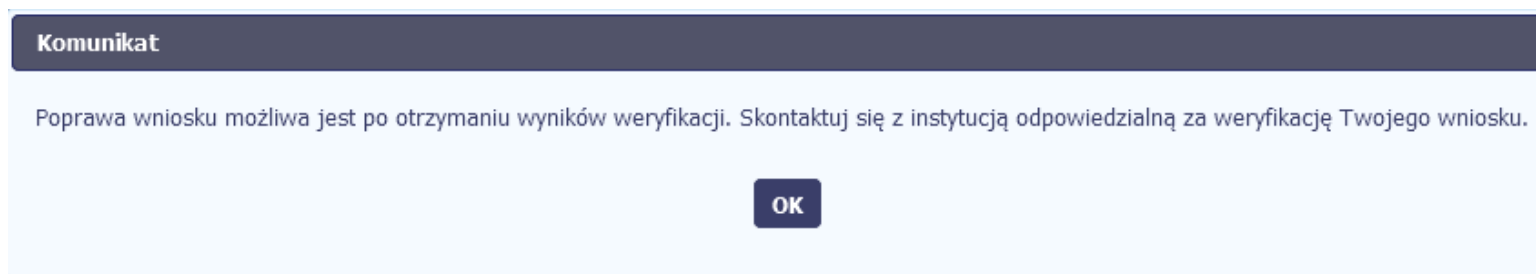 Komunikat
Poprawa wniosku możliwa jest po otrzymaniu wyników weryfikacji. Skontaktuj się z instytucją odpowiedzialną za weryfikację Twojego wniosku.
OK